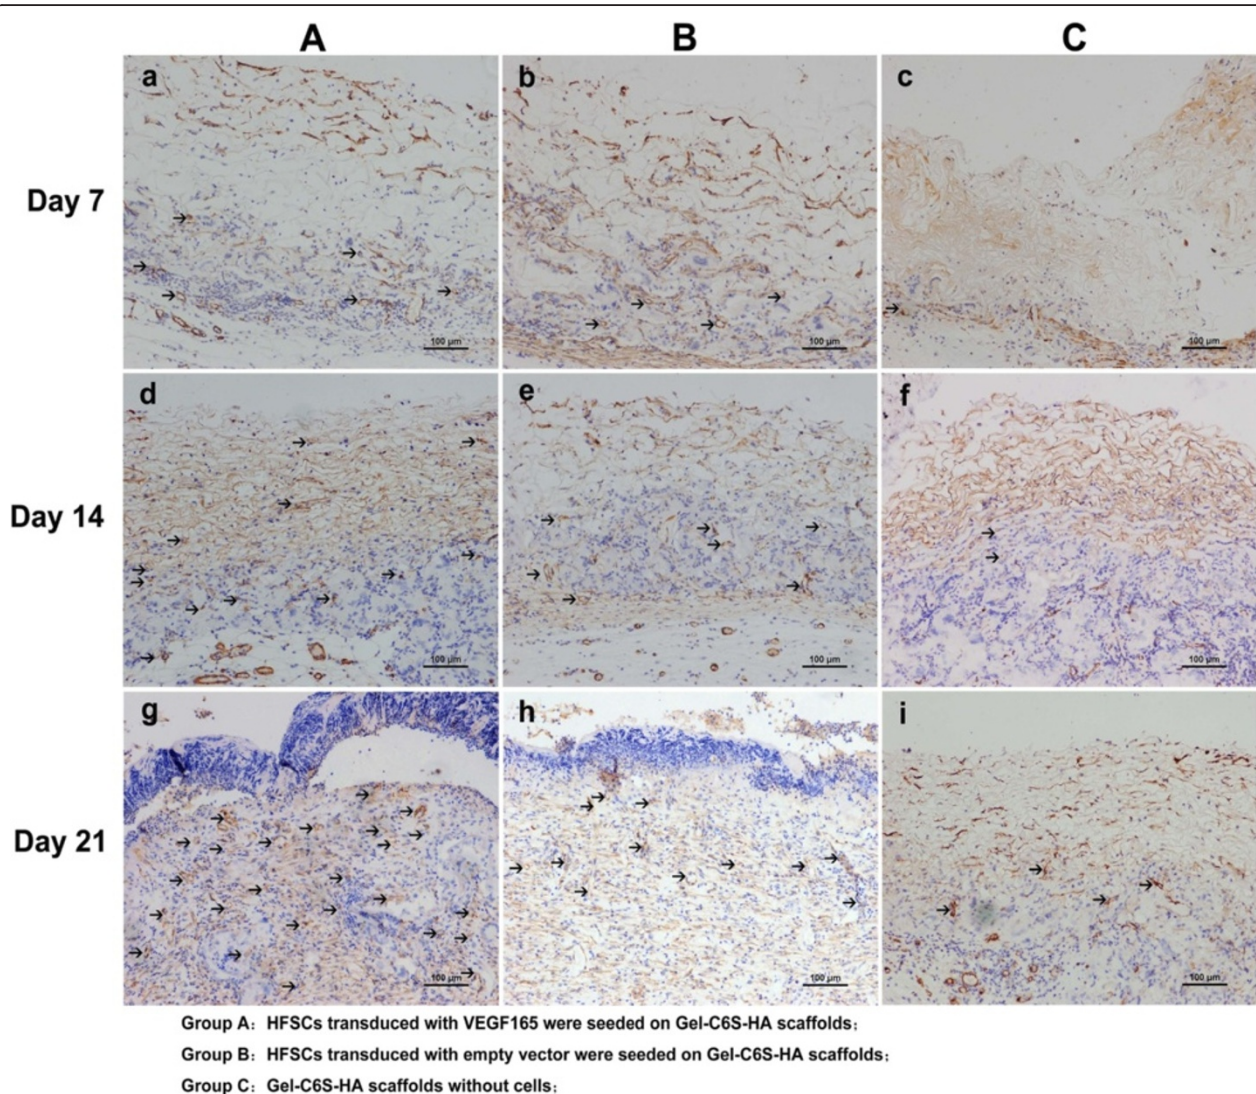 A B C
a b c
Day 7
100 µm 100 µm 100 µm
d e f
Day 14
100 µm 100 µm 100 µm
g h i
Day 21
100 µm 100 µm 100 µm
Group A: HFSCs transduced with VEGF165 were seeded on Gel-C6S-HA scaffolds;
Group B: HFSCs transduced with empty vector were seeded on Gel-C6S-HA scaffolds;
Group C: Gel-C6S-HA scaffolds without cells;